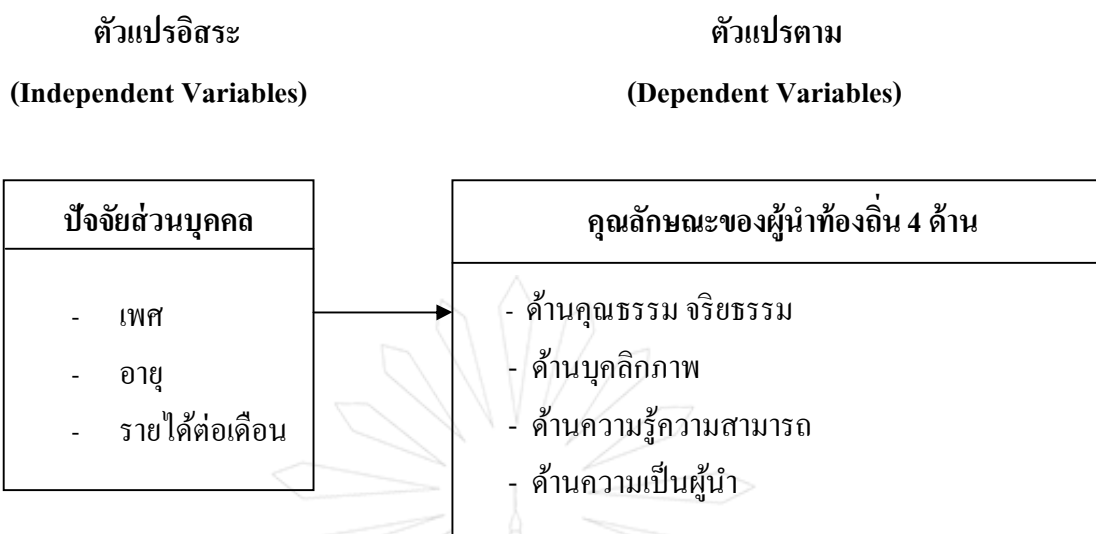 ตัวแปรอิสระ
(Independent Variables)
ตัวแปรตาม
(Dependent Variables)
ปัจจัยส่วนบุคคล
- เพศ
- อายุ
- รายได้ต่อเดือน
คุณลักษณะของผู้นำท้องถิ่น 4 ด้าน
- ด้านคุณธรรม จริยธรรม
- ด้านบุคลิกภาพ
- ด้านความรู้ความสามารถ
- ด้านความเป็นผู้นำ